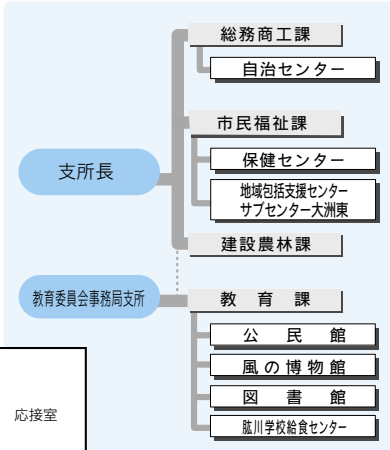 総務商工課
自治センター
市民福祉課
保健センター
支所長
地域包括支援センター
サブセンター大洲東
建設農林課
教育委員会事務局支所
教育課
公民館
風の博物館
図書館
応接室
肱川学校給食センター